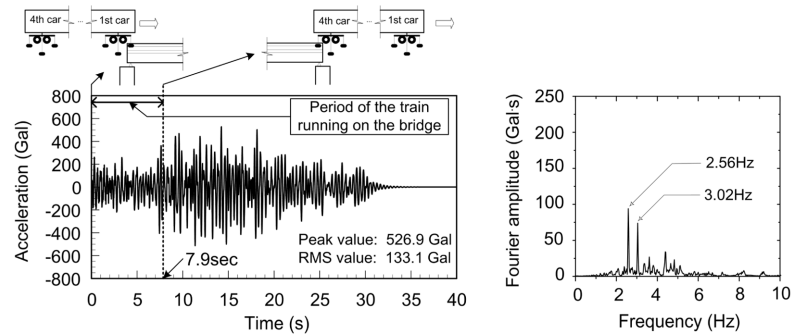 4th car ... 1st car
4th car ... 1st car
Acceleration (Gal)
800
600
400
200
0
-200
-400
-600
-800
Period of the train
running on the bridge
Peak value: 526.9 Gal
RMS value: 133.1 Gal
7.9sec
0 5 10 15 20 25 30 35 40
Time (s)
Fourier amplitude (Gal·s)
250
200
150
100
50
0
2.56Hz
3.02Hz
0 2 4 6 8 10
Frequency (Hz)